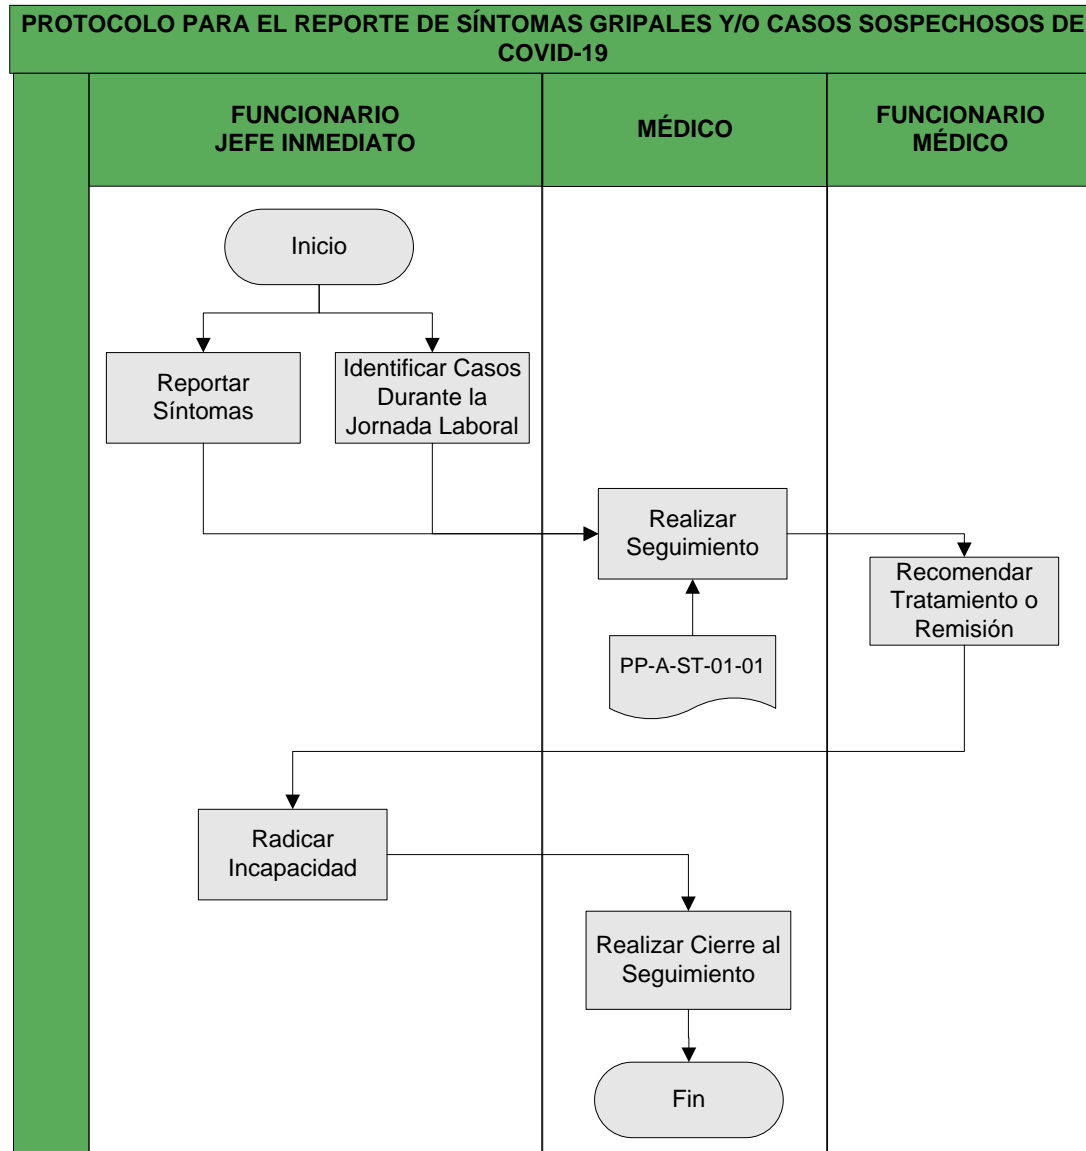 PROTOCOLO PARA EL REPORTE DE SÍNTOMAS GRIPALES Y/O CASOS SOSPECHOSOS DE
COVID-19
FUNCIONARIO
JEFE INMEDIATO
MÉDICO
FUNCIONARIO
MÉDICO
Inicio
Reportar
Síntomas
Identificar Casos
Durante la
Jornada Laboral
Realizar
Seguimiento
Recomendar
Tratamiento o
Remisión
PP-A-ST-01-01
Radicar
Incapacidad
Realizar Cierre al
Seguimiento
Fin